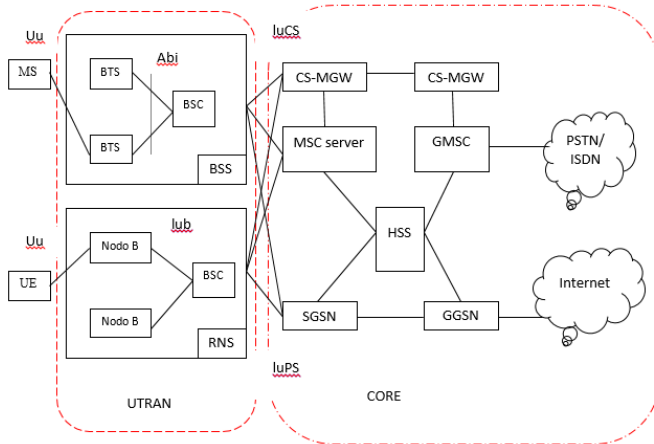 Uu
IuCS
MS
BTS
Abi
BSC
BTS
BSS
CS-MGW
CS-MGW
MSC server
GMSC
PSTN/
ISDN
HSS
Uu
Iub
UE
Nodo B
BSC
Nodo B
RNS
SGSN
GGSN
Internet
IuPS
UTRAN
CORE